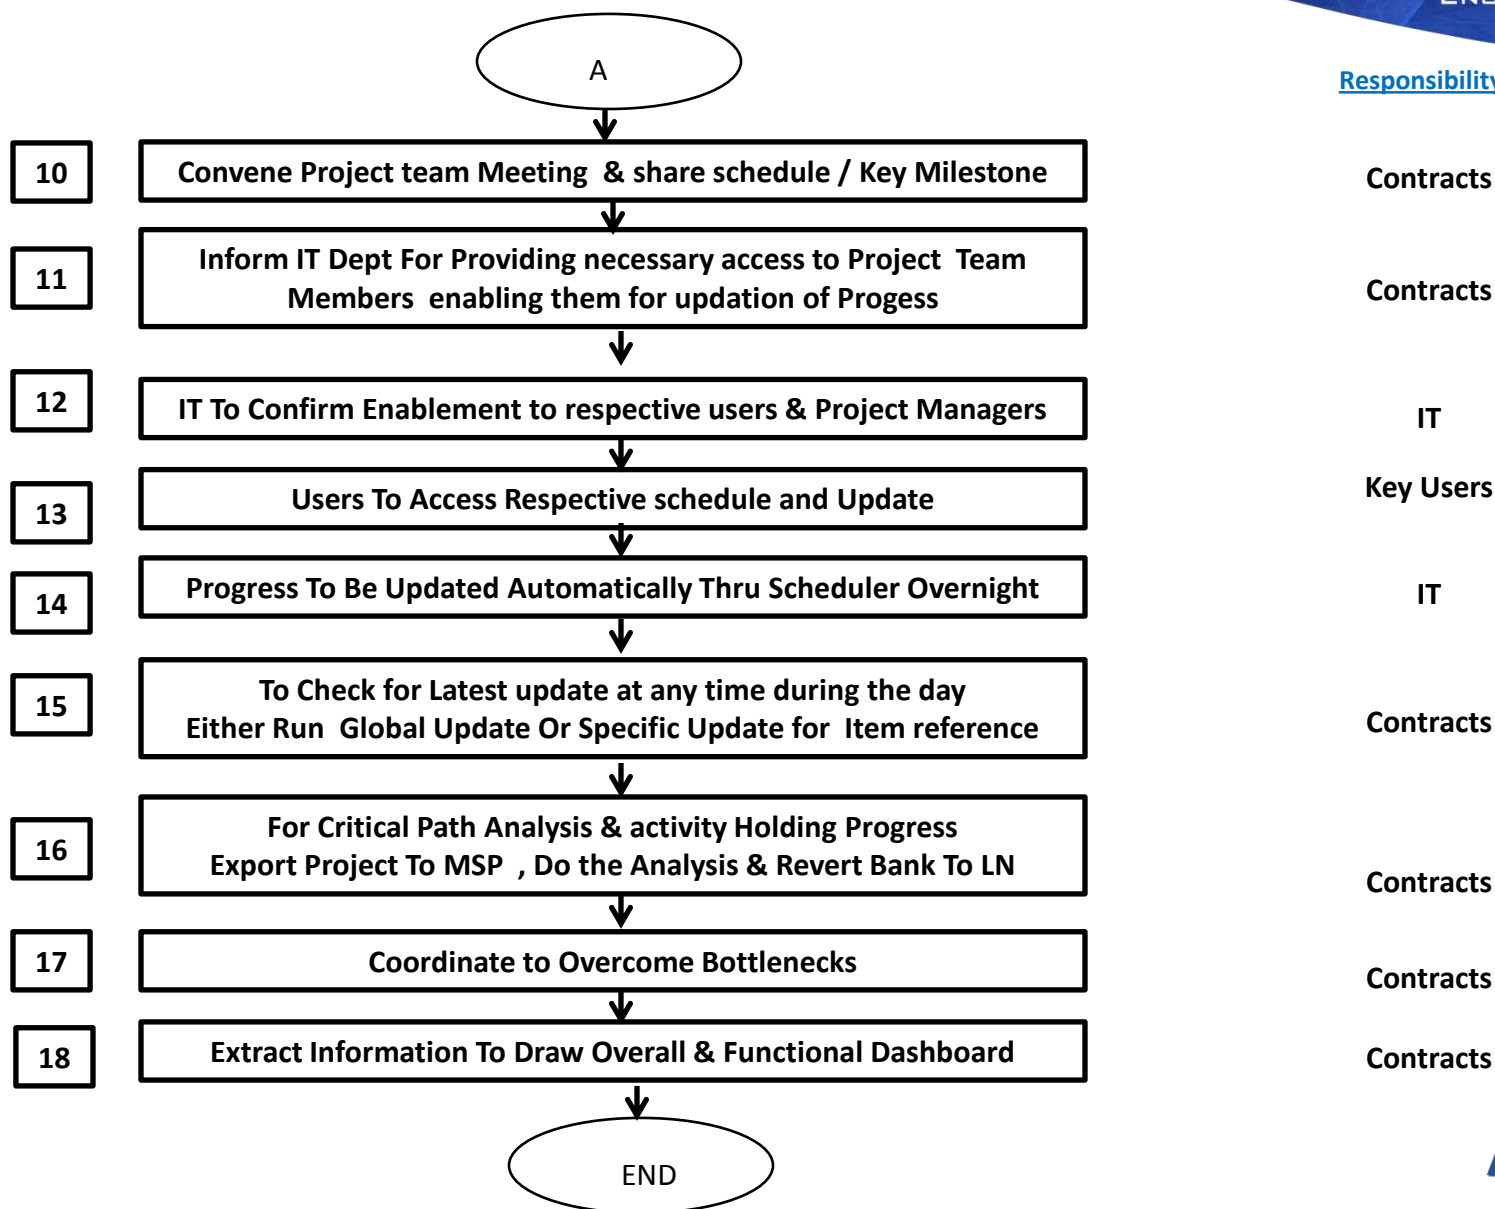 A
Responsibility
10
Convene Project team Meeting & share schedule / Key Milestone
Contracts
11
Inform IT Dept For Providing necessary access to Project Team
Members enabling them for updation of Progess
Contracts
12
IT To Confirm Enablement to respective users & Project Managers
IT
13
Users To Access Respective schedule and Update
Key Users
14
Progress To Be Updated Automatically Thru Scheduler Overnight
IT
15
To Check for Latest update at any time during the day
Either Run Global Update Or Specific Update for Item reference
Contracts
16
For Critical Path Analysis & activity Holding Progress
Export Project To MSP , Do the Analysis & Revert Bank To LN
Contracts
17
Coordinate to Overcome Bottlenecks
Contracts
18
Extract Information To Draw Overall & Functional Dashboard
Contracts
END